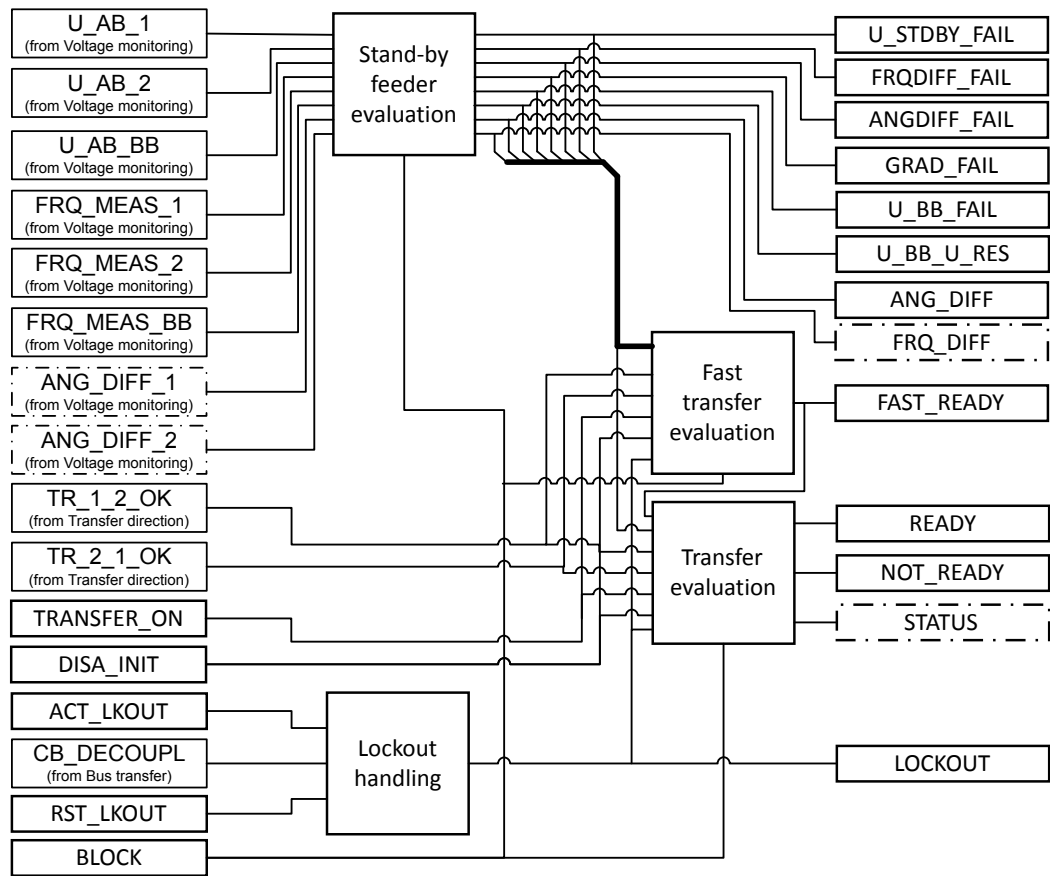 U_AB_1
(from Voltage monitoring)
U_AB_2
(from Voltage monitoring)
U_AB_BB
(from Voltage monitoring)
FRQ_MEAS_1
(from Voltage monitoring)
FRQ_MEAS_2
(from Voltage monitoring)
FRQ_MEAS_BB
(from Voltage monitoring)
ANG_DIFF_1
(from Voltage monitoring)
ANG_DIFF_2
(from Voltage monitoring)
TR_1_2_OK
(from Transfer direction)
TR_2_1_OK
(from Transfer direction)
TRANSFER_ON
DISA_INIT
ACT_LKOUT
CB_DECOUPL
(from Bus transfer)
RST_LKOUT
BLOCK
Stand-by
feeder
evaluation
Fast
transfer
evaluation
Transfer
evaluation
Lockout
handling
U_STDBY_FAIL
FRQDIFF_FAIL
ANGDIFF_FAIL
GRAD_FAIL
U_BB_FAIL
U_BB_U_RES
ANG_DIFF
FRQ_DIFF
FAST_READY
READY
NOT_READY
STATUS
LOCKOUT